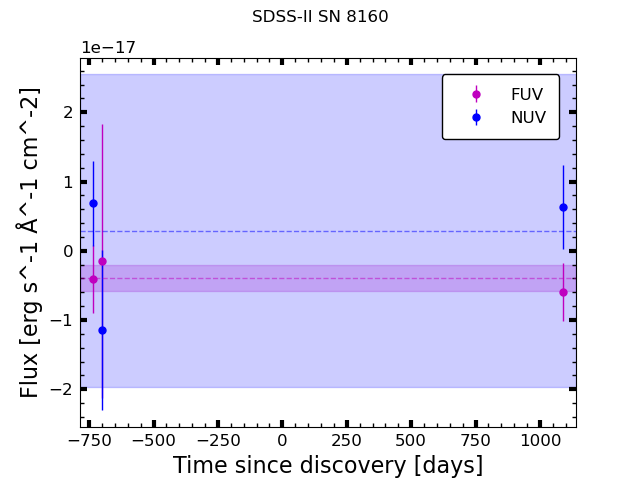 SDSS-II SN 8160
1e−17
FUV
NUV
2
1
0
−1
−2
Flux [erg s^-1 Å^-1 cm^-2]
−750 −500 −250 0 250 500 750 1000
Time since discovery [days]